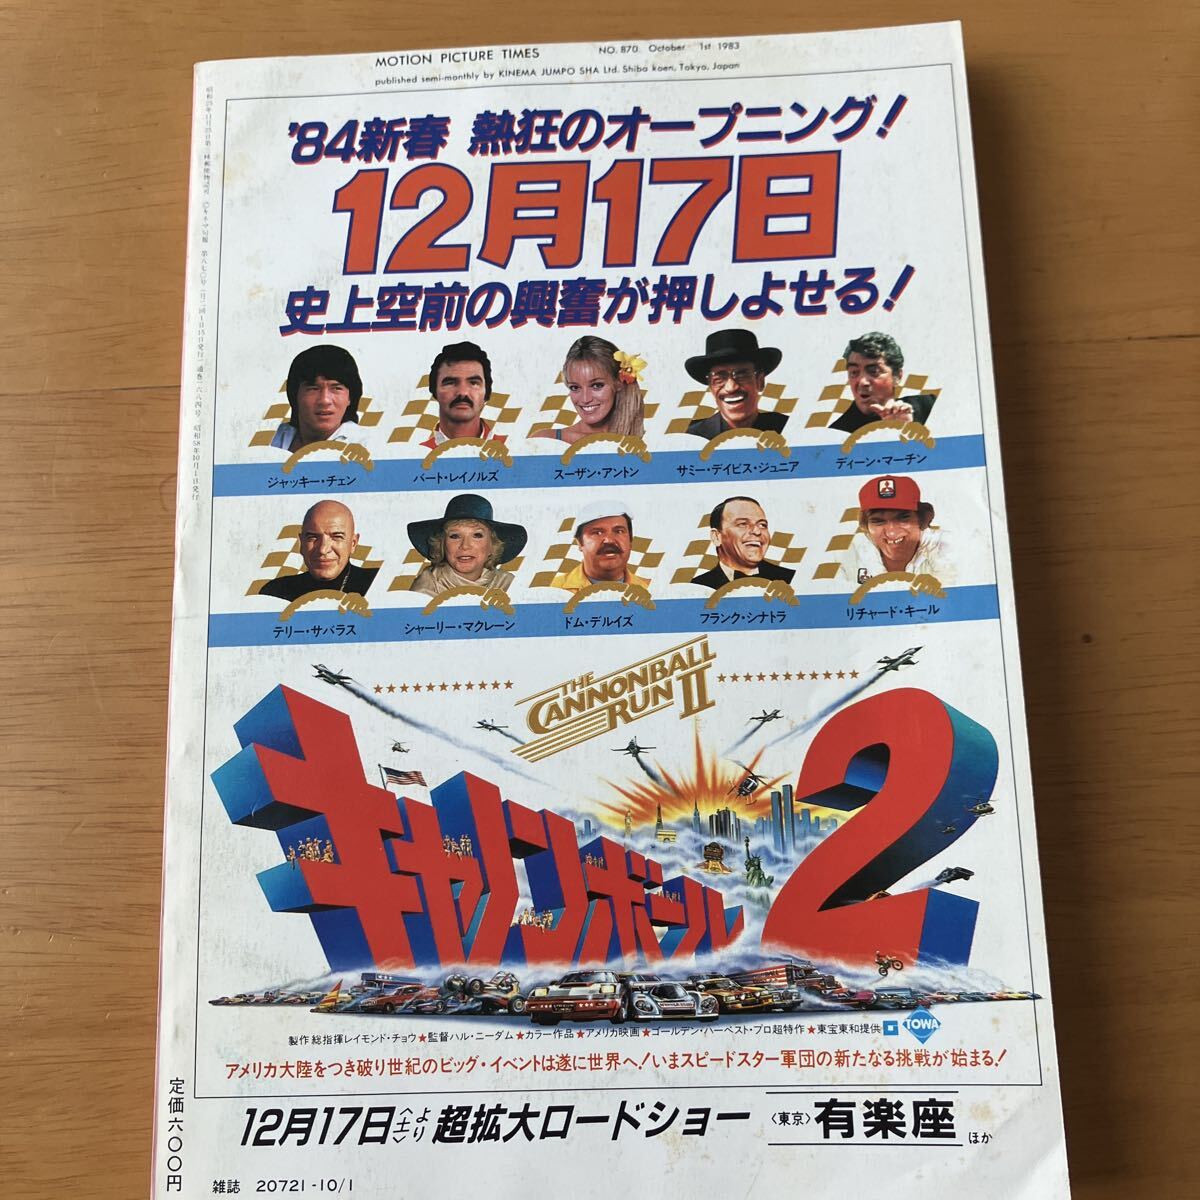 MOTION PICTURE TIMES NO. 870. October 1st 1983
published semi-monthly by KINEMA JUMPO SHA Ltd. Shiba koen, Tokyo, Japan
'84新春 熱狂のオープニング!
12月17日
史上空前の興奮が押しよせる!
ジャッキー・チェン
バート・レイノルズ
スーザン・アントン
サミー・デイビス・ジュニア
ディーン・マーチン
テリー・サバラス
シャーリー・マクレーン
ドム・デルイズ
フランク・シナトラ
リチャード・キール
★★★★★★★★★★ THE CANNONBALL RUN II ★★★★★★★★★★
キャノンボール2
製作総指揮レイモンド・チョウ★監督ハル・ニーダム★カラー作品★アメリカ映画★ゴールデン・ハーベスト・プロ超特作★東宝東和提供 TOWA
アメリカ大陸をつき破り世紀のビッグ・イベントは遂に世界へ!いまスピードスター軍団の新たなる挑戦が始まる!
12月17日〈土〉より 超拡大ロードショー 〈東京〉有楽座ほか
定価六〇〇円
雑誌 20721-10/1